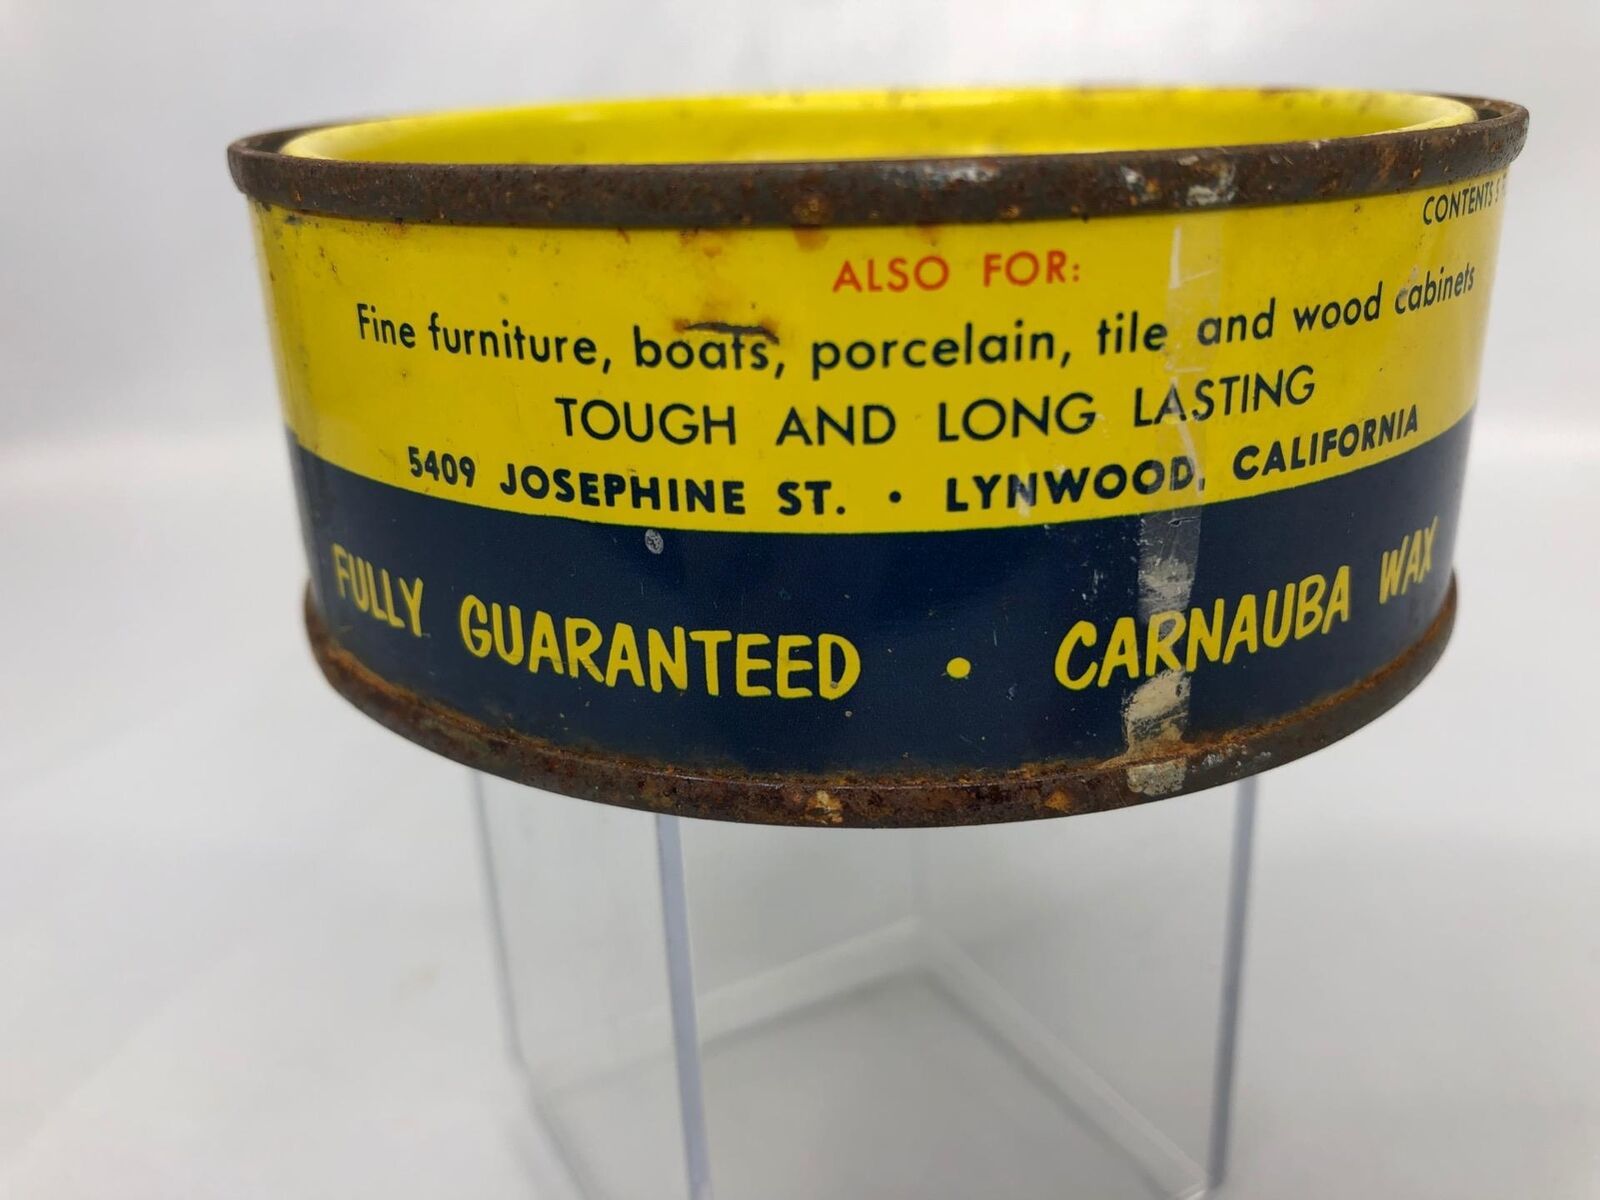 CONTENTS 5
ALSO FOR:
Fine furniture, boats, porcelain, tile and wood cabinets
TOUGH AND LONG LASTING
5409 JOSEPHINE ST. • LYNWOOD, CALIFORNIA
FULLY GUARANTEED • CARNAUBA WAX